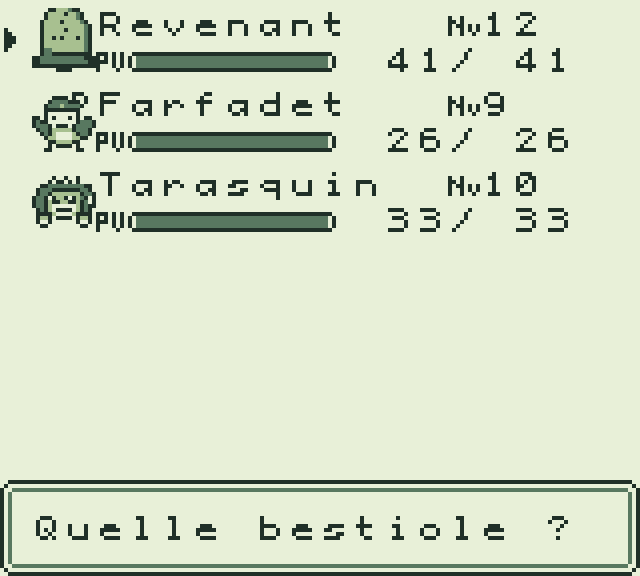 Revenant Nv12
PV 41/ 41
Farfadet Nv9
PV 26/ 26
Tarasquin Nv10
PV 33/ 33
Quelle bestiole ?